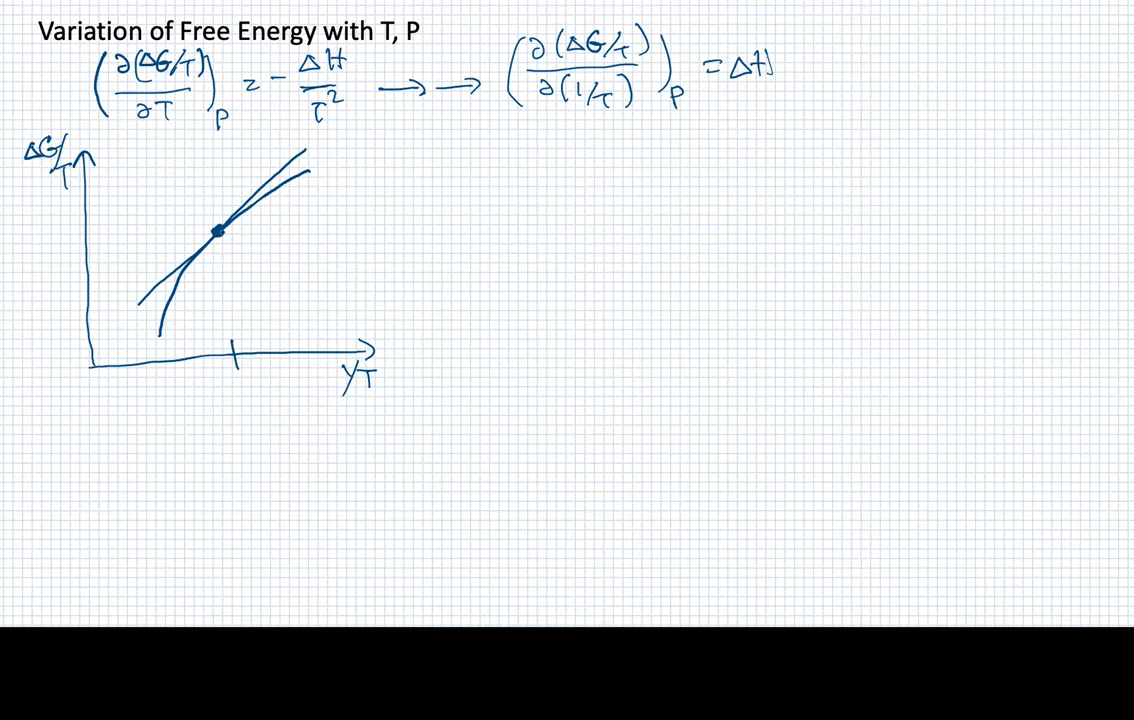 Variation of Free Energy with T, P
(∂(ΔG/T)/∂T)_P = - ΔH/T² → → (∂(ΔG/T)/∂(1/T))_P = ΔH
ΔG/T
1/T